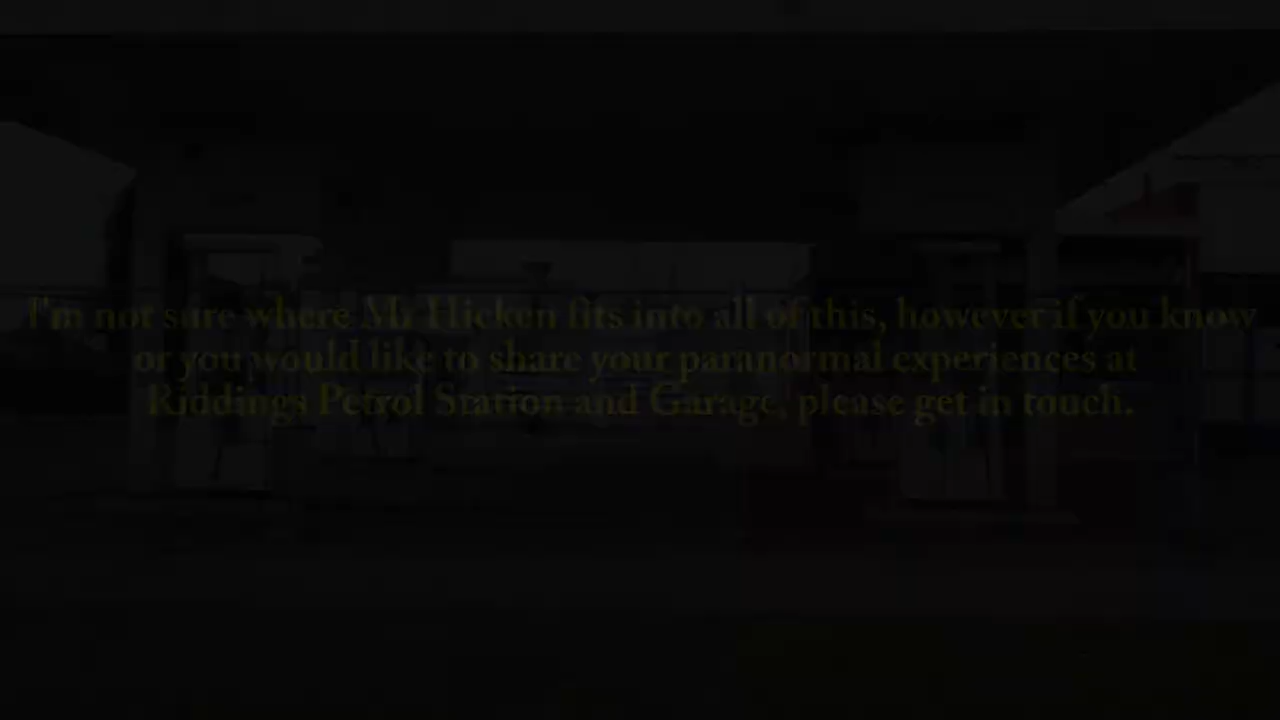 I'm not sure where Mr Hicken fits into all of this, however if you know
or you would like to share your paranormal experiences at
Riddings Petrol Station and Garage, please get in touch.